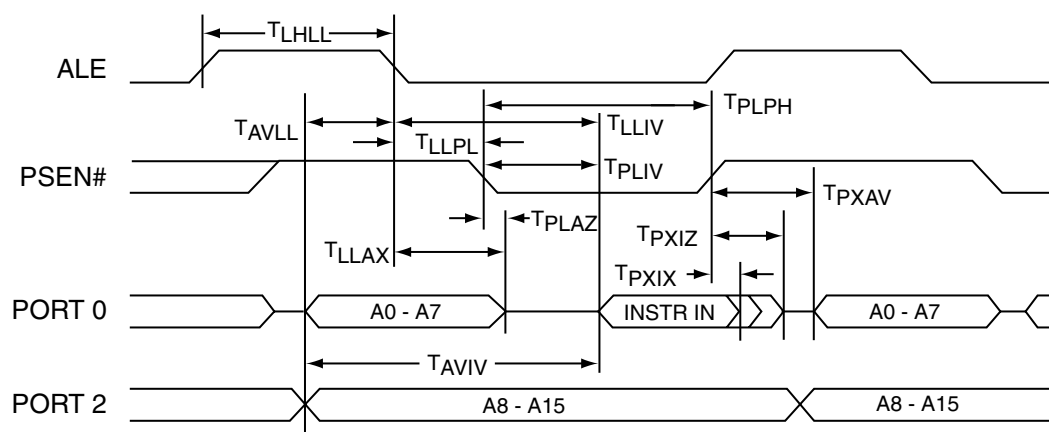 TLHLL
ALE
TPLPH
TAVLL
TLLIV
TLLPL
PSEN#
TPLIV
TPXAV
TPLAZ
TLLAX
TPXIZ
TPXIX
PORT 0
A0 - A7
INSTR IN
A0 - A7
TAVIV
PORT 2
A8 - A15
A8 - A15